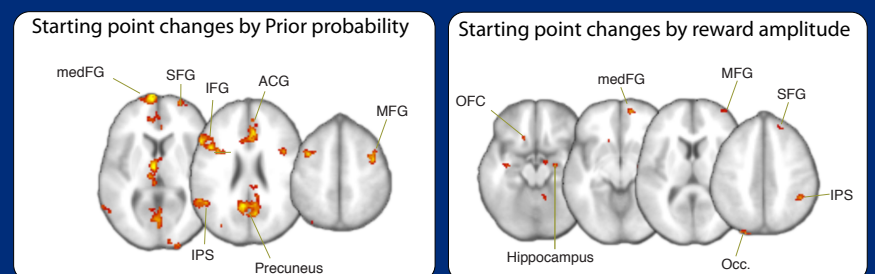 Starting point changes by Prior probability
medFG
SFG
IFG
ACG
MFG
IPS
Precuneus
Starting point changes by reward amplitude
OFC
medFG
MFG
SFG
IPS
Hippocampus
Occ.